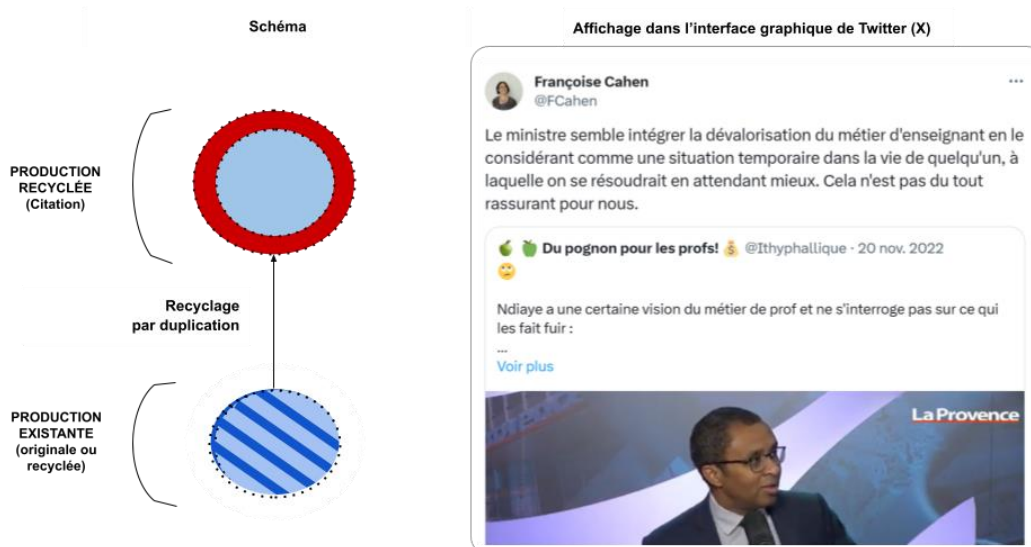 Schéma
Affichage dans l'interface graphique de Twitter (X)
PRODUCTION
RECYCLÉE
(Citation)
Recyclage
par duplication
PRODUCTION
EXISTANTE
(originale ou
recyclée)
Françoise Cahen
@FCahen
Le ministre semble intégrer la dévalorisation du métier d'enseignant en le
considérant comme une situation temporaire dans la vie de quelqu'un, à
laquelle on se résoudrait en attendant mieux. Cela n'est pas du tout
rassurant pour nous.
🍐 🍏 Du pognon pour les profs! 💰 @Ithyphallique · 20 nov. 2022
🙄
Ndiaye a une certaine vision du métier de prof et ne s'interroge pas sur ce qui
les fait fuir :
...
Voir plus
La Provence